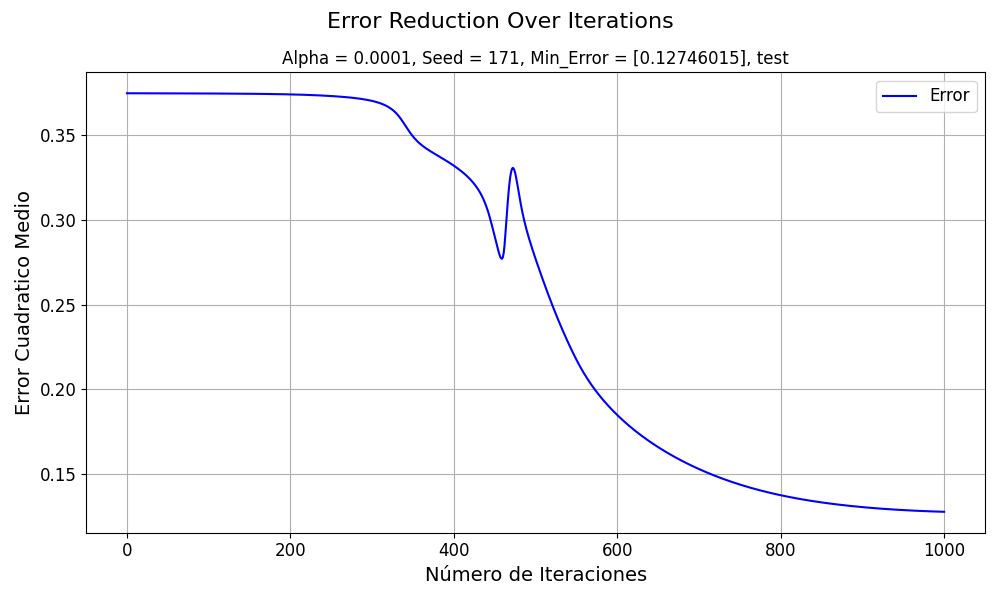 Error Reduction Over Iterations
Alpha = 0.0001, Seed = 171, Min_Error = [0.12746015], test
Error
Error Cuadratico Medio
0.35
0.30
0.25
0.20
0.15
0 200 400 600 800 1000
Número de Iteraciones